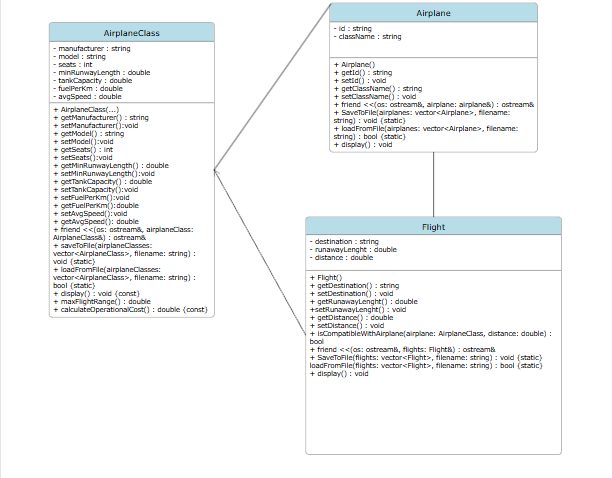 AirplaneClass
- manufacturer : string
- model : string
- seats : int
- minRunwayLength : double
- tankCapacity : double
- fuelPerKm : double
- avgSpeed : double
+ AirplaneClass(...)
+ getManufacturer() : string
+ setManufacturer():void
+ getModel() : string
+ setModel():void
+ getSeats() : int
+ setSeats():void
+ getMinRunwayLength() : double
+ setMinRunwayLength():void
+ getTankCapacity() : double
+ setTankCapacity():void
+ setFuelPerKm():void
+ getFuelPerKm():double
+ setAvgSpeed():void
+ getAvgSpeed(): double
+ friend <<(os: ostream&, airplaneClass:
AirplaneClass&) : ostream&
+ saveToFile(airplaneClasses:
vector<AirplaneClass>, filename: string) :
void {static}
+ loadFromFile(airplaneClasses:
vector<AirplaneClass>, filename: string) :
bool {static}
+ display() : void {const}
+ maxFlightRange() : double
+ calculateOperationalCost() : double {const}
Airplane
- id : string
- className : string
+ Airplane()
+ getId() : string
+ setId() : void
+ getClassName() : string
+ setClassName() : void
+ friend <<(os: ostream&, airplane: airplane&) : ostream&
+ SaveToFile(airplanes: vector<Airplane>, filename:
string) : void {static}
+ loadFromFile(airplanes: vector<Airplane>, filename:
string) : bool {static}
+ display() : void
Flight
- destination : string
- runawayLenght : double
- distance : double
+ Flight()
+ getDestination() : string
+ setDestination() : void
+ getRunawayLenght() : double
+setRunawayLenght() : void
+ getDistance() : double
+ setDistance() : void
+ isCompatibleWithAirplane(airplane: AirplaneClass, distance: double) :
bool
+ friend <<(os: ostream&, flights: Flight&) : ostream&
+ SaveToFile(flights: vector<Flight>, filename: string) : void {static}
loadFromFile(flights: vector<Flight>, filename: string) : bool {static}
+ display() : void